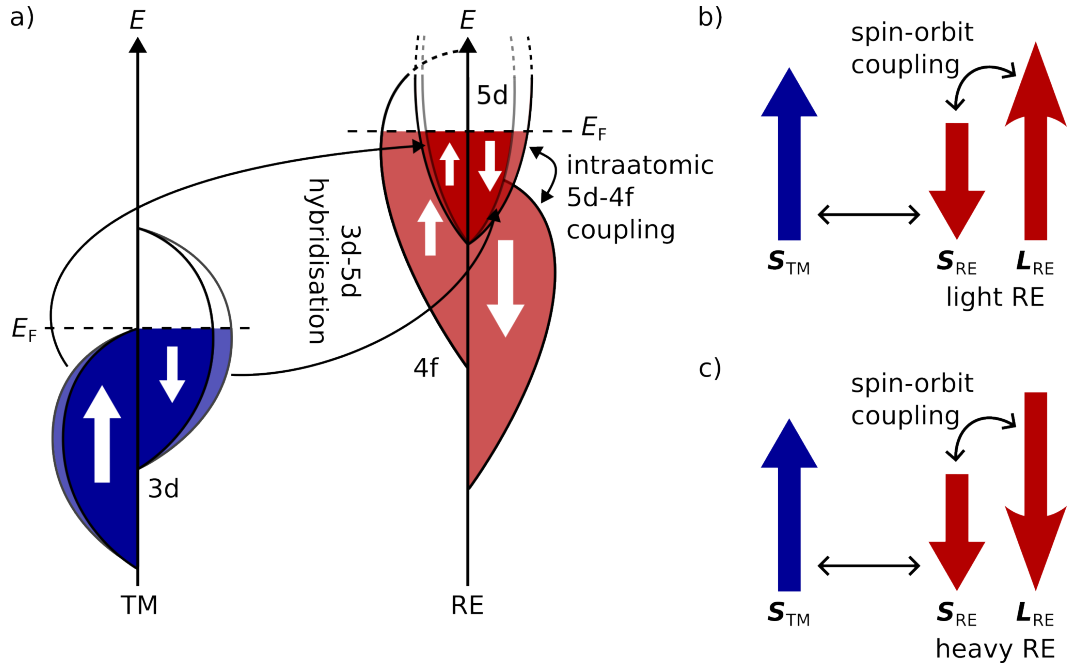 a)
E
E
5d
E_F
intraatomic
5d-4f
coupling
3d-5d
hybridisation
E_F
4f
3d
TM
RE
b)
spin-orbit
coupling
S_TM
S_RE
L_RE
light RE
c)
spin-orbit
coupling
S_TM
S_RE
L_RE
heavy RE